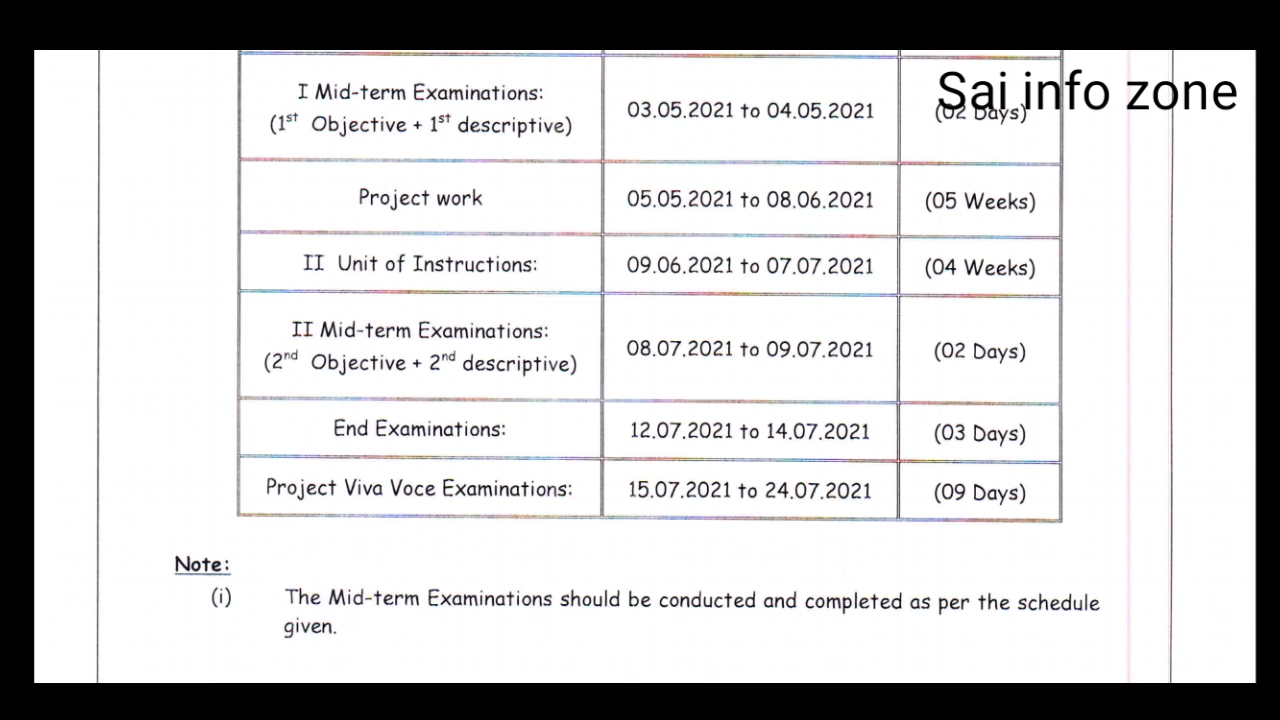 Sai info zone
I Mid-term Examinations:
(1st Objective + 1st descriptive)
03.05.2021 to 04.05.2021
(02 Days)
Project work
05.05.2021 to 08.06.2021
(05 Weeks)
II Unit of Instructions:
09.06.2021 to 07.07.2021
(04 Weeks)
II Mid-term Examinations:
(2nd Objective + 2nd descriptive)
08.07.2021 to 09.07.2021
(02 Days)
End Examinations:
12.07.2021 to 14.07.2021
(03 Days)
Project Viva Voce Examinations:
15.07.2021 to 24.07.2021
(09 Days)
Note:
(i) The Mid-term Examinations should be conducted and completed as per the schedule
given.